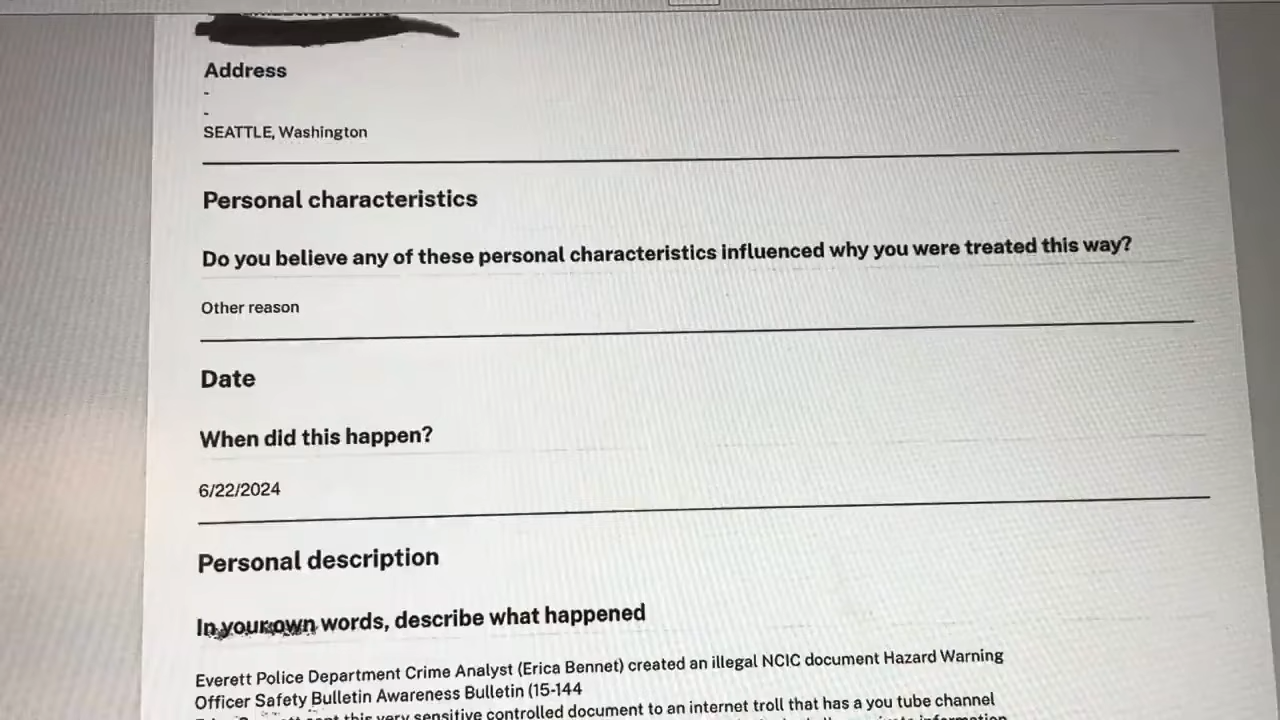 Address
-
-
SEATTLE, Washington
Personal characteristics
Do you believe any of these personal characteristics influenced why you were treated this way?
Other reason
Date
When did this happen?
6/22/2024
Personal description
In your own words, describe what happened
Everett Police Department Crime Analyst (Erica Bennet) created an illegal NCIC document Hazard Warning
Officer Safety Bulletin Awareness Bulletin (15-144
sent this very sensitive controlled document to an internet troll that has a you tube channel